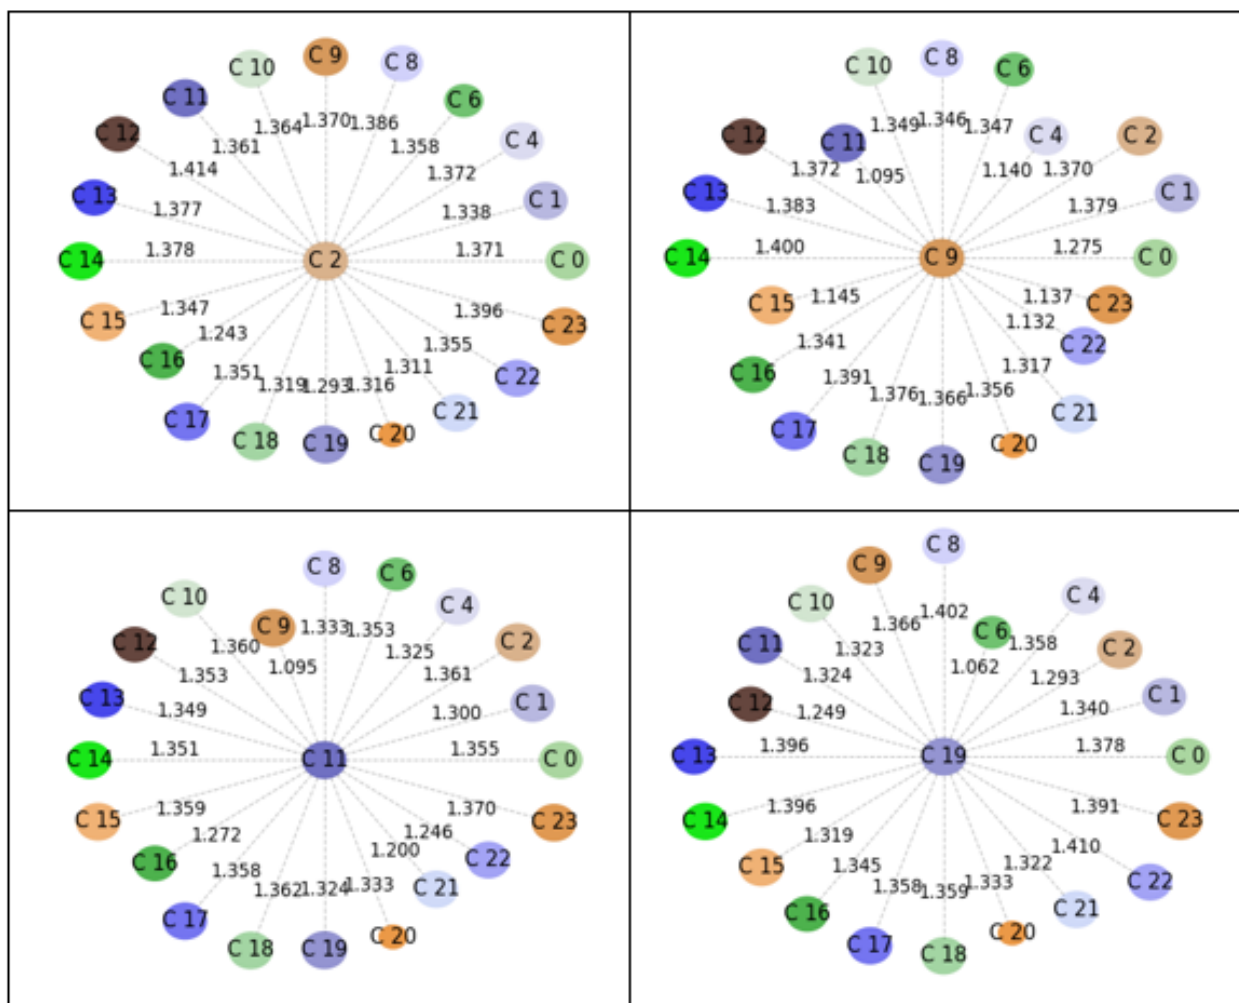 C 9
C 10
C 8
C 11
C 6
C 12
C 4
1.364
1.370
1.386
1.361
1.358
1.414
1.372
C 13
C 1
1.377
1.338
1.378
1.371
C 14
C 2
C 0
1.347
1.396
C 15
C 23
1.243
1.355
C 16
1.311
C 22
1.351
1.319
1.293
1.316
C 17
C 21
C 18
C 19
C 20
C 8
C 10
C 6
C 12
C 11
C 4
C 2
1.349
1.346
1.347
1.372
1.095
1.140
1.370
C 13
C 1
1.383
1.379
1.400
1.275
C 14
C 9
C 0
1.145
1.137
C 15
C 23
1.132
1.341
C 22
C 16
1.317
1.391
1.376
1.366
1.356
C 17
C 21
C 18
C 19
C 20
C 8
C 6
C 10
C 4
C 9
C 12
C 2
1.333
1.353
1.360
1.325
1.095
1.353
1.361
C 13
C 1
1.349
1.300
1.351
1.355
C 14
C 11
C 0
1.359
1.370
C 15
C 23
1.272
1.246
C 16
1.200
C 22
1.358
1.362
1.324
1.333
C 21
C 17
C 18
C 19
C 20
C 8
C 9
C 10
C 4
1.402
1.366
C 6
C 11
1.323
1.358
C 2
1.324
1.062
1.293
C 12
C 1
1.249
1.340
1.396
1.378
C 13
C 19
C 0
1.396
1.391
C 14
C 23
1.319
1.410
C 15
1.345
1.322
C 22
1.358
1.359
1.333
C 16
C 21
C 17
C 18
C 20